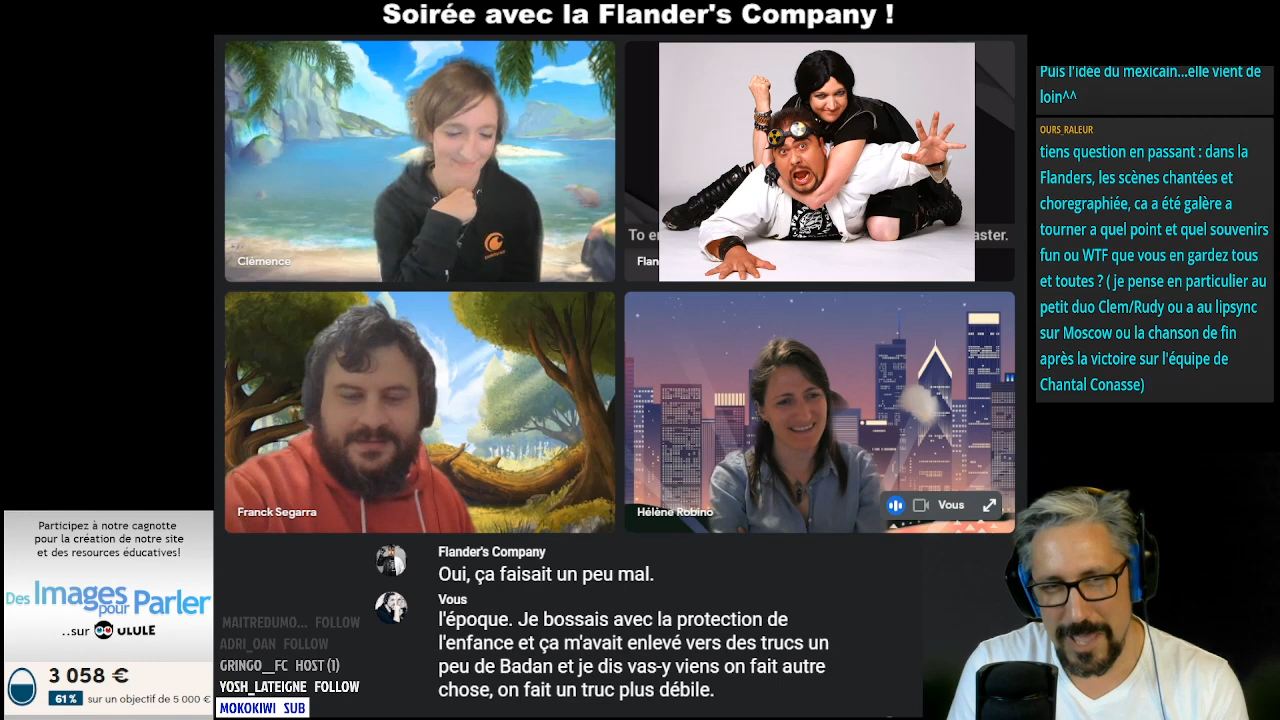 Soirée avec la Flander's Company !
Clémence
To e
aster.
Flan
Franck Segarra
Hélène Robino
Vous
Puis l'idée du mexicain...elle vient de
loin^^
OURS_RALEUR
tiens question en passant : dans la
Flanders, les scènes chantées et
choregraphiée, ca a été galère a
tourner a quel point et quel souvenirs
fun ou WTF que vous en gardez tous
et toutes ? ( je pense en particulier au
petit duo Clem/Rudy ou a au lipsync
sur Moscow ou la chanson de fin
après la victoire sur l'équipe de
Chantal Conasse)
Participez à notre cagnotte
pour la création de notre site
et des resources éducatives!
Des Images pour Parler
..sur ULULE
3 058 €
61 % sur un objectif de 5 000 €
MAITREDUMO... FOLLOW
ADRI_OAN FOLLOW
GRINGO__FC HOST (1)
YOSH_LATEIGNE FOLLOW
MOKOKIWI SUB
Flander's Company
Oui, ça faisait un peu mal.
Vous
l'époque. Je bossais avec la protection de
l'enfance et ça m'avait enlevé vers des trucs un
peu de Badan et je dis vas-y viens on fait autre
chose, on fait un truc plus débile.